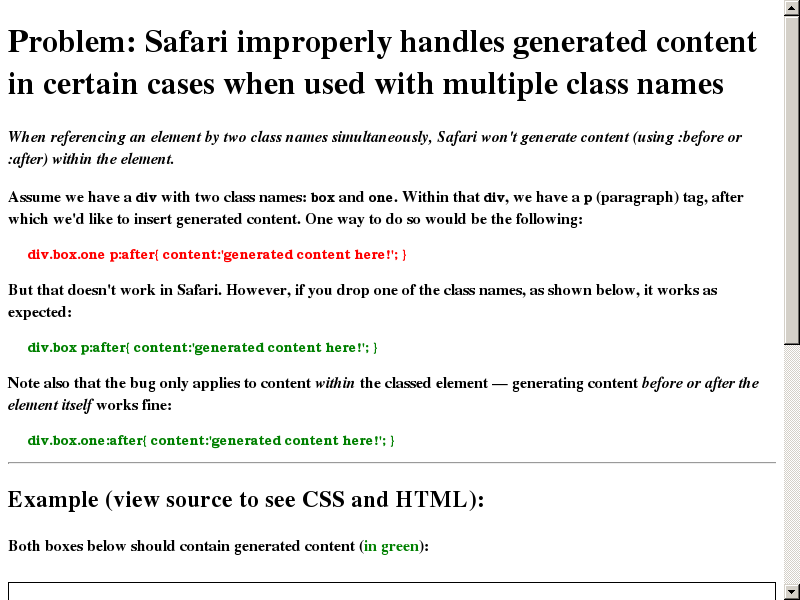 Problem: Safari improperly handles generated content
in certain cases when used with multiple class names
When referencing an element by two class names simultaneously, Safari won't generate content (using :before or
:after) within the element.
Assume we have a div with two class names: box and one. Within that div, we have a p (paragraph) tag, after
which we'd like to insert generated content. One way to do so would be the following:
div.box.one p:after{ content:'generated content here!'; }
But that doesn't work in Safari. However, if you drop one of the class names, as shown below, it works as
expected:
div.box p:after{ content:'generated content here!'; }
Note also that the bug only applies to content within the classed element — generating content before or after the
element itself works fine:
div.box.one:after{ content:'generated content here!'; }
Example (view source to see CSS and HTML):
Both boxes below should contain generated content (in green):